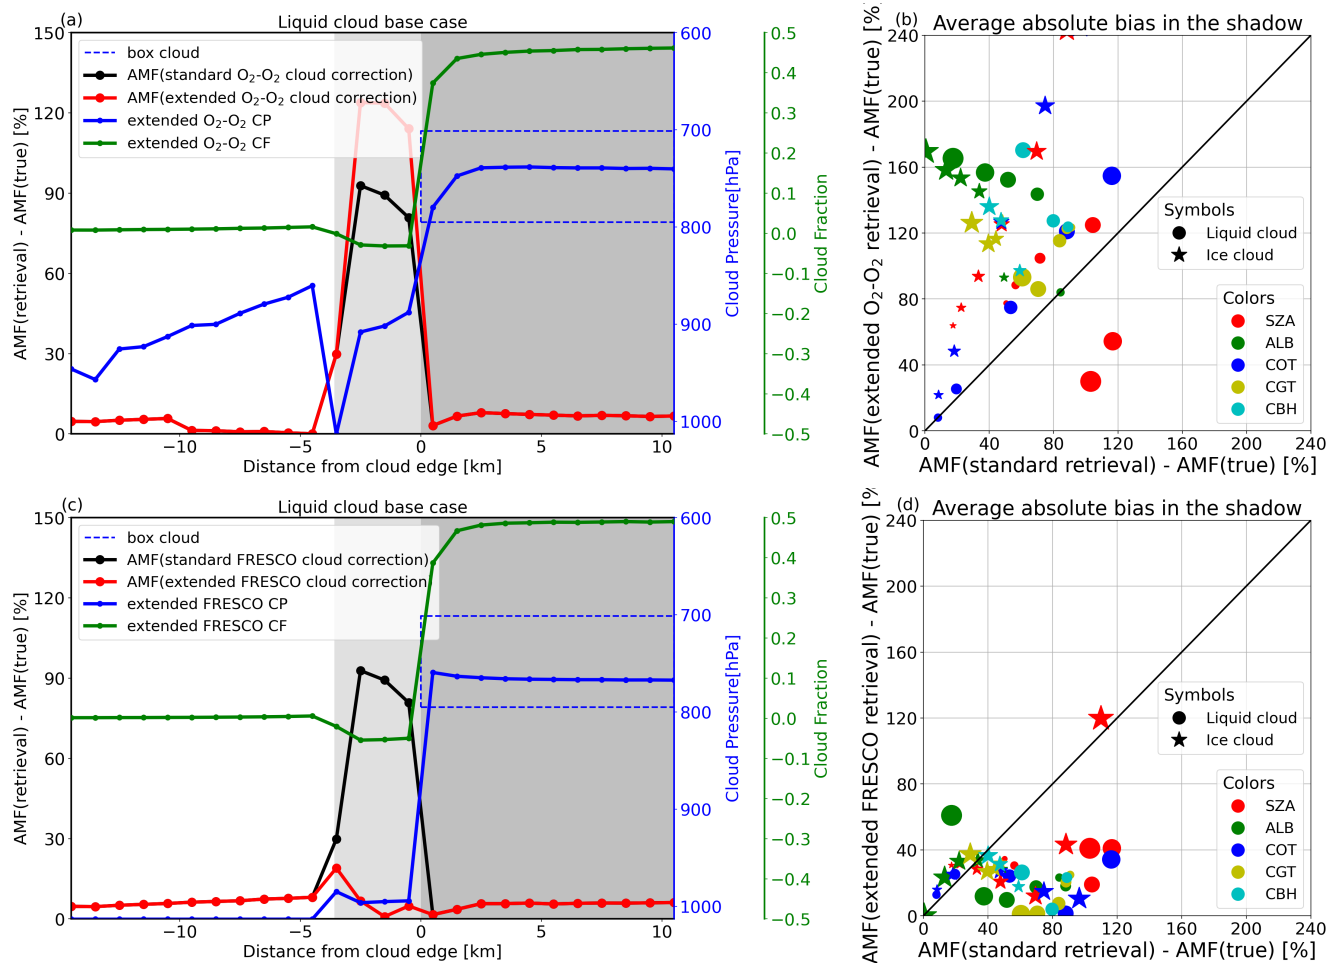 (a)
Liquid cloud base case
150
120
90
60
30
0
AMF(retrieval) - AMF(true) [%]
box cloud
AMF(standard O₂-O₂ cloud correction)
AMF(extended O₂-O₂ cloud correction)
extended O₂-O₂ CP
extended O₂-O₂ CF
−10
−5
0
5
10
Distance from cloud edge [km]
600
700
800
900
1000
Cloud Pressure[hPa]
0.5
0.4
0.3
0.2
0.1
0.0
−0.1
−0.2
−0.3
−0.4
−0.5
Cloud Fraction
(b)
Average absolute bias in the shadow
240
200
160
120
80
40
0
AMF(extended O₂-O₂ retrieval) - AMF(true) [%
Symbols
Liquid cloud
Ice cloud
Colors
SZA
ALB
COT
CGT
CBH
0
40
80
120
160
200
240
AMF(standard retrieval) - AMF(true) [%]
(c)
Liquid cloud base case
150
120
90
60
30
0
AMF(retrieval) - AMF(true) [%]
box cloud
AMF(standard FRESCO cloud correction)
AMF(extended FRESCO cloud correction)
extended FRESCO CP
extended FRESCO CF
−10
−5
0
5
10
Distance from cloud edge [km]
600
700
800
900
1000
Cloud Pressure[hPa]
0.5
0.4
0.3
0.2
0.1
0.0
−0.1
−0.2
−0.3
−0.4
−0.5
Cloud Fraction
(d)
Average absolute bias in the shadow
240
200
160
120
80
40
0
AMF(extended FRESCO retrieval) - AMF(true) [%
Symbols
Liquid cloud
Ice cloud
Colors
SZA
ALB
COT
CGT
CBH
0
40
80
120
160
200
240
AMF(standard retrieval) - AMF(true) [%]